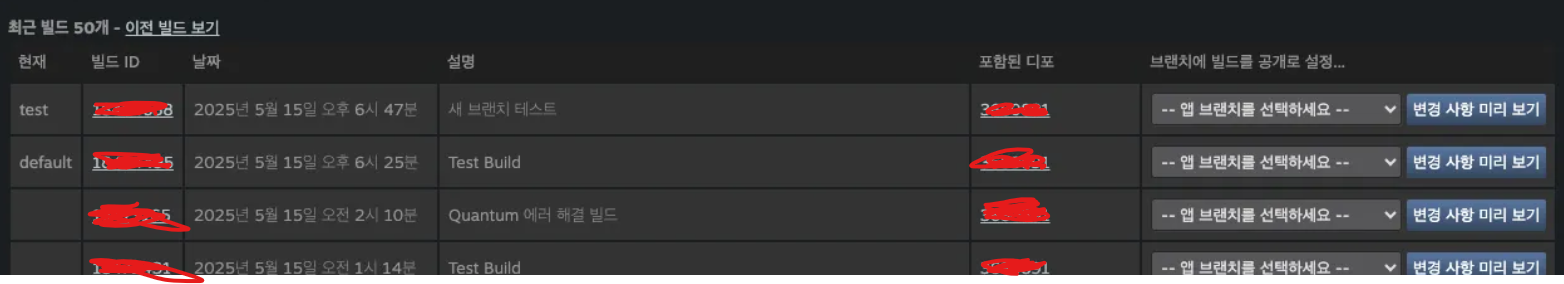 최근 빌드 50개 - 이전 빌드 보기
현재 빌드 ID 날짜 설명 포함된 디포 브랜치에 빌드를 공개로 설정...
test 2025년 5월 15일 오후 6시 47분 새 브랜치 테스트 -- 앱 브랜치를 선택하세요 -- 변경 사항 미리 보기
default 2025년 5월 15일 오후 6시 25분 Test Build -- 앱 브랜치를 선택하세요 -- 변경 사항 미리 보기
2025년 5월 15일 오전 2시 10분 Quantum 에러 해결 빌드 -- 앱 브랜치를 선택하세요 -- 변경 사항 미리 보기
2025년 5월 15일 오전 1시 14분 Test Build -- 앱 브랜치를 선택하세요 -- 변경 사항 미리 보기